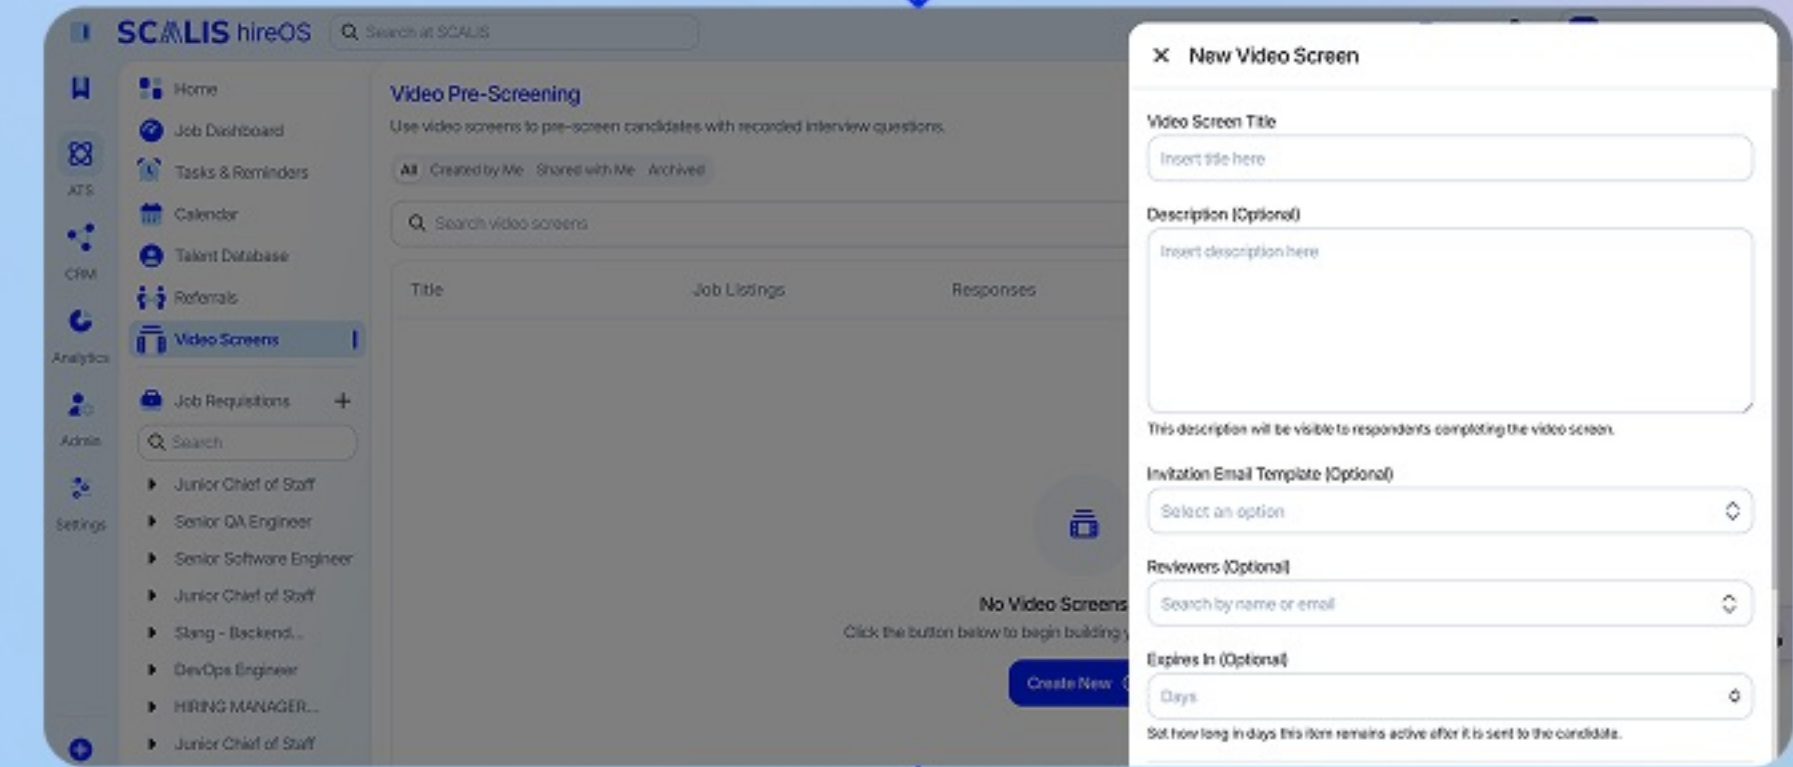 SCALIS hireOS
Search at SCALIS
ATS
CRM
Analytics
Admin
Settings
Home
Job Dashboard
Tasks & Reminders
Calendar
Talent Database
Referrals
Video Screens
Job Requisitions +
Search
Junior Chief of Staff
Senior QA Engineer
Senior Software Engineer
Junior Chief of Staff
Slang - Backend...
DevOps Engineer
HIRING MANAGER...
Junior Chief of Staff
Video Pre-Screening
Use video screens to pre-screen candidates with recorded interview questions.
All Created by Me Shared with Me Archived
Search video screens
Title Job Listings Responses
No Video Screens
Click the button below to begin building
Create New
New Video Screen
Video Screen Title
Insert title here
Description (Optional)
Insert description here
This description will be visible to respondents completing the video screen.
Invitation Email Template (Optional)
Select an option
Reviewers (Optional)
Search by name or email
Expires In (Optional)
Days
Set how long in days this item remains active after it is sent to the candidate.